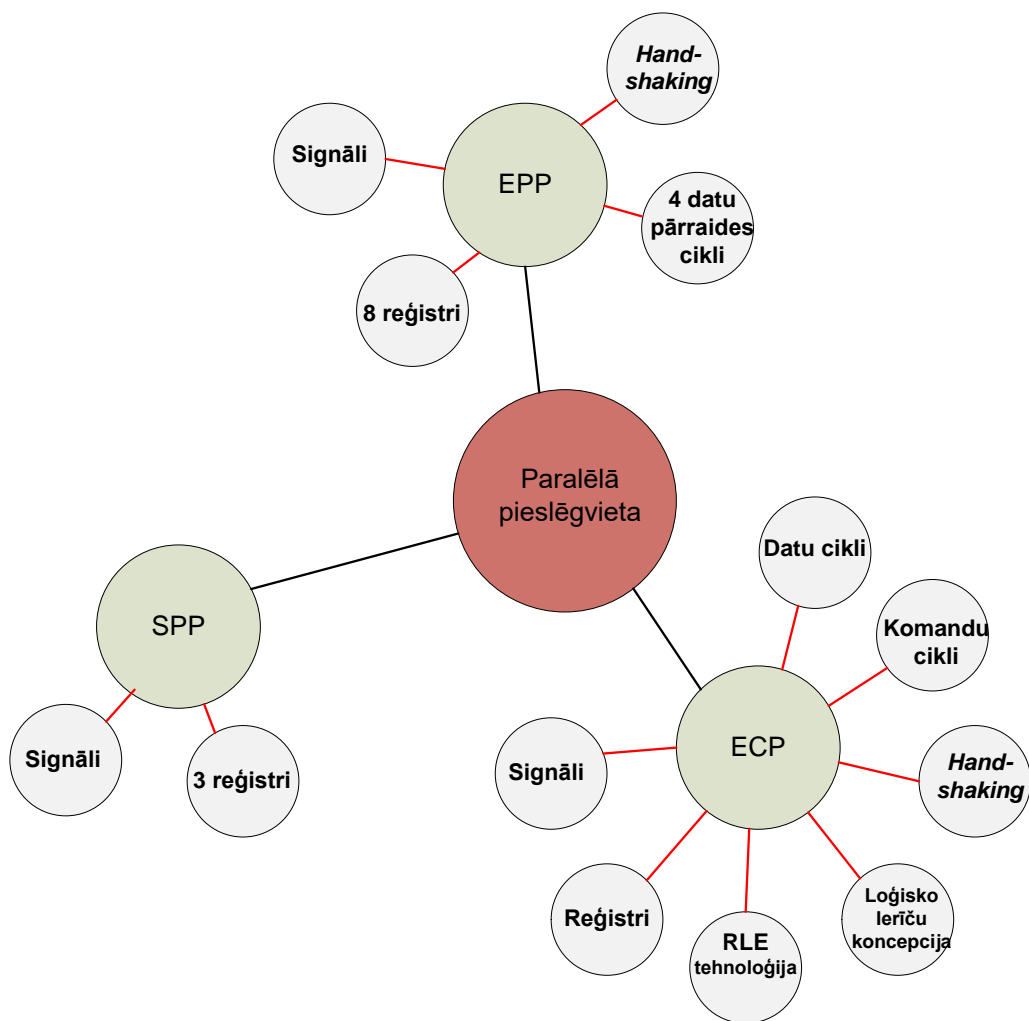 Hand-
shaking
Signāli
EPP
4 datu
pārraides
cikli
8 reģistri
Paralēlā
pieslēgvieta
Datu cikli
SPP
Komandu
cikli
Signāli
3 reģistri
Signāli
ECP
Hand-
shaking
Reģistri
RLE
tehnoloģija
Loģisko
Ierīču
koncepcija